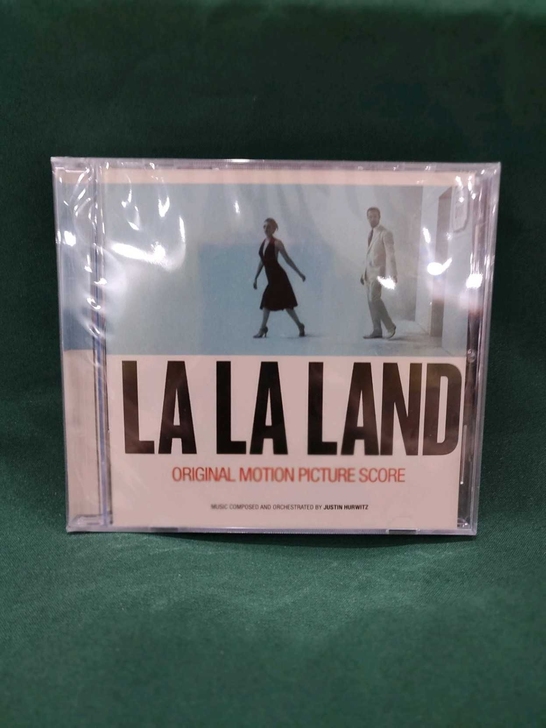 LA LA LAND
ORIGINAL MOTION PICTURE SCORE
MUSIC COMPOSED AND ORCHESTRATED BY JUSTIN HURWITZ